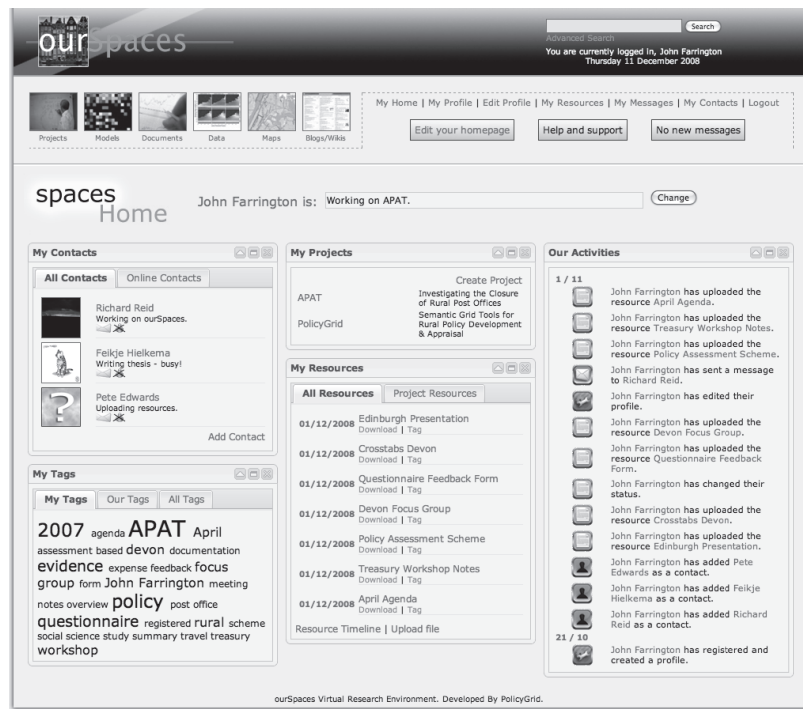 ourSpaces
Search
Advanced Search
You are currently logged in, John Farrington
Thursday 11 December 2008
Projects Models Documents Data Maps Blogs/Wikis
My Home | My Profile | Edit Profile | My Resources | My Messages | My Contacts | Logout
Edit your homepage Help and support No new messages
spaces
Home
John Farrington is: Working on APAT. Change
My Contacts
All Contacts Online Contacts
Richard Reid
Working on ourSpaces.
Feikje Hielkema
Writing thesis - busy!
Pete Edwards
Uploading resources.
Add Contact
My Tags
My Tags Our Tags All Tags
2007 agenda APAT April
assessment based devon documentation
evidence expense feedback focus
group form John Farrington meeting
notes overview policy post office
questionnaire registered rural scheme
social science study summary travel treasury
workshop
My Projects
Create Project
APAT
Investigating the Closure
of Rural Post Offices
PolicyGrid
Semantic Grid Tools for
Rural Policy Development
& Appraisal
My Resources
All Resources Project Resources
01/12/2008 Edinburgh Presentation
Download | Tag
01/12/2008 Crosstabs Devon
Download | Tag
01/12/2008 Questionnaire Feedback Form
Download | Tag
01/12/2008 Devon Focus Group
Download | Tag
01/12/2008 Policy Assessment Scheme
Download | Tag
01/12/2008 Treasury Workshop Notes
Download | Tag
01/12/2008 April Agenda
Download | Tag
Resource Timeline | Upload file
Our Activities
1 / 11
John Farrington has uploaded the
resource April Agenda.
John Farrington has uploaded the
resource Treasury Workshop Notes.
John Farrington has uploaded the
resource Policy Assessment Scheme.
John Farrington has sent a message
to Richard Reid.
John Farrington has edited their
profile.
John Farrington has uploaded the
resource Devon Focus Group.
John Farrington has uploaded the
resource Questionnaire Feedback
Form.
John Farrington has changed their
status.
John Farrington has uploaded the
resource Crosstabs Devon.
John Farrington has uploaded the
resource Edinburgh Presentation.
John Farrington has added Pete
Edwards as a contact.
John Farrington has added Feikje
Hielkema as a contact.
John Farrington has added Richard
Reid as a contact.
21 / 10
John Farrington has registered and
created a profile.
ourSpaces Virtual Research Environment. Developed By PolicyGrid.